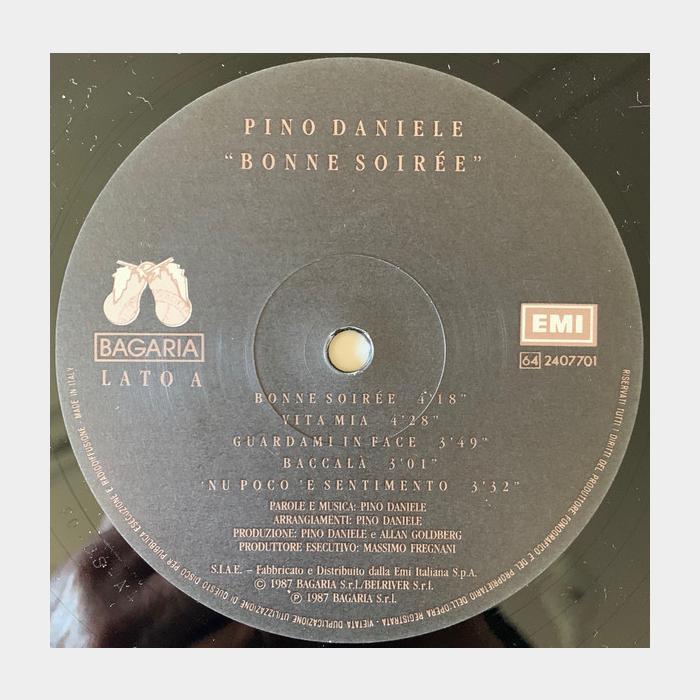 PINO DANIELE
“BONNE SOIRÉE”
BAGARIA
LATO A
EMI
64 2407701
BONNE SOIRÉE 4'18"
VITA MIA 4'28"
GUARDAMI IN FACE 3'49"
BACCALÀ 3'01"
'NU POCO 'E SENTIMENTO 3'32"
PAROLE E MUSICA: PINO DANIELE
ARRANGIAMENTI: PINO DANIELE
PRODUZIONE: PINO DANIELE e ALLAN GOLDBERG
PRODUTTORE ESECUTIVO: MASSIMO FREGNANI
S.I.A.E. – Fabbricato e Distribuito dalla Emi Italiana S.p.A.
© 1987 BAGARIA S.r.l./BELRIVER S.r.l.
℗ 1987 BAGARIA S.r.l.
RISERVATI TUTTI I DIRITTI DEL PRODUTTORE FONOGRAFICO E DEL PROPRIETARIO DELL'OPERA REGISTRATA - VIETATA DUPLICAZIONE UTILIZZAZIONE DI QUESTO DISCO PER PUBBLICA ESECUZIONE E RADIODIFFUSIONE. MADE IN ITALY